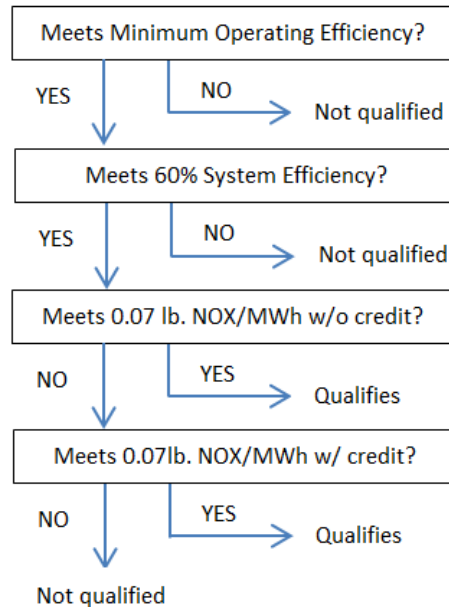 Meets Minimum Operating Efficiency?
YES
NO
Not qualified
Meets 60% System Efficiency?
YES
NO
Not qualified
Meets 0.07 lb. NOX/MWh w/o credit?
NO
YES
Qualifies
Meets 0.07lb. NOX/MWh w/ credit?
NO
YES
Qualifies
Not qualified